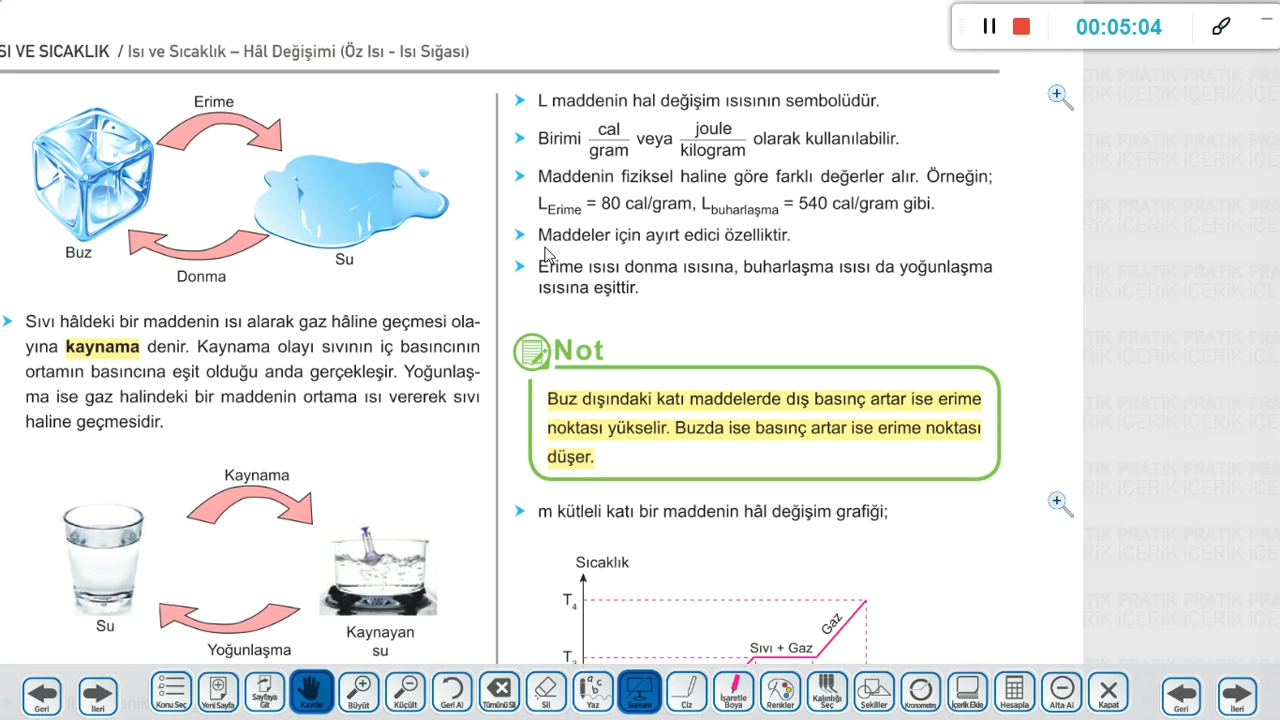 00:05:04
SI VE SICAKLIK / Isı ve Sıcaklık – Hâl Değişimi (Öz Isı - Isı Sığası)
Erime
Buz
Su
Donma
Sıvı hâldeki bir maddenin ısı alarak gaz hâline geçmesi ola-
yına kaynama denir. Kaynama olayı sıvının iç basıncının
ortamın basıncına eşit olduğu anda gerçekleşir. Yoğunlaş-
ma ise gaz halindeki bir maddenin ortama ısı vererek sıvı
haline geçmesidir.
Kaynama
Su
Kaynayan
su
Yoğunlaşma
L maddenin hal değişim ısısının sembolüdür.
Birimi cal/gram veya joule/kilogram olarak kullanılabilir.
Maddenin fiziksel haline göre farklı değerler alır. Örneğin;
LErime = 80 cal/gram, Lbuharlaşma = 540 cal/gram gibi.
Maddeler için ayırt edici özelliktir.
Erime ısısı donma ısısına, buharlaşma ısısı da yoğunlaşma
ısısına eşittir.
Not
Buz dışındaki katı maddelerde dış basınç artar ise erime
noktası yükselir. Buzda ise basınç artar ise erime noktası
düşer.
m kütleli katı bir maddenin hâl değişim grafiği;
Sıcaklık
T4
Gaz
Sıvı + Gaz
Geri
İleri
Konu Seç
Yeni Sayfa
Sayfaya Git
Kaydır
Büyüt
Küçült
Geri Al
Tümünü Sil
Sil
a b c
Yaz
Sunum
Çiz
İşaretle Boya
Renkler
Kalınlığı Seç
Şekiller
Kronometre
İçerik Ekle
Hesapla
Alta Al
Kapat
Geri
İleri